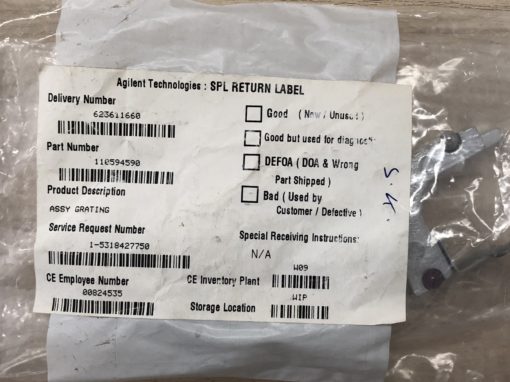 Agilent Technologies : SPL RETURN LABEL
Delivery Number
623611660
Part Number
110594590
Product Description
ASSY GRATING
Service Request Number
1-5318427750
CE Employee Number
00824535
Good ( New / Unused )
Good but used for
DEFOA ( DOA & Wrong
Part Shipped )
Bad ( Used by
Customer / Defective )
Special Receiving Instructions:
N/A
CE Inventory Plant
W09
WIP
Storage Location